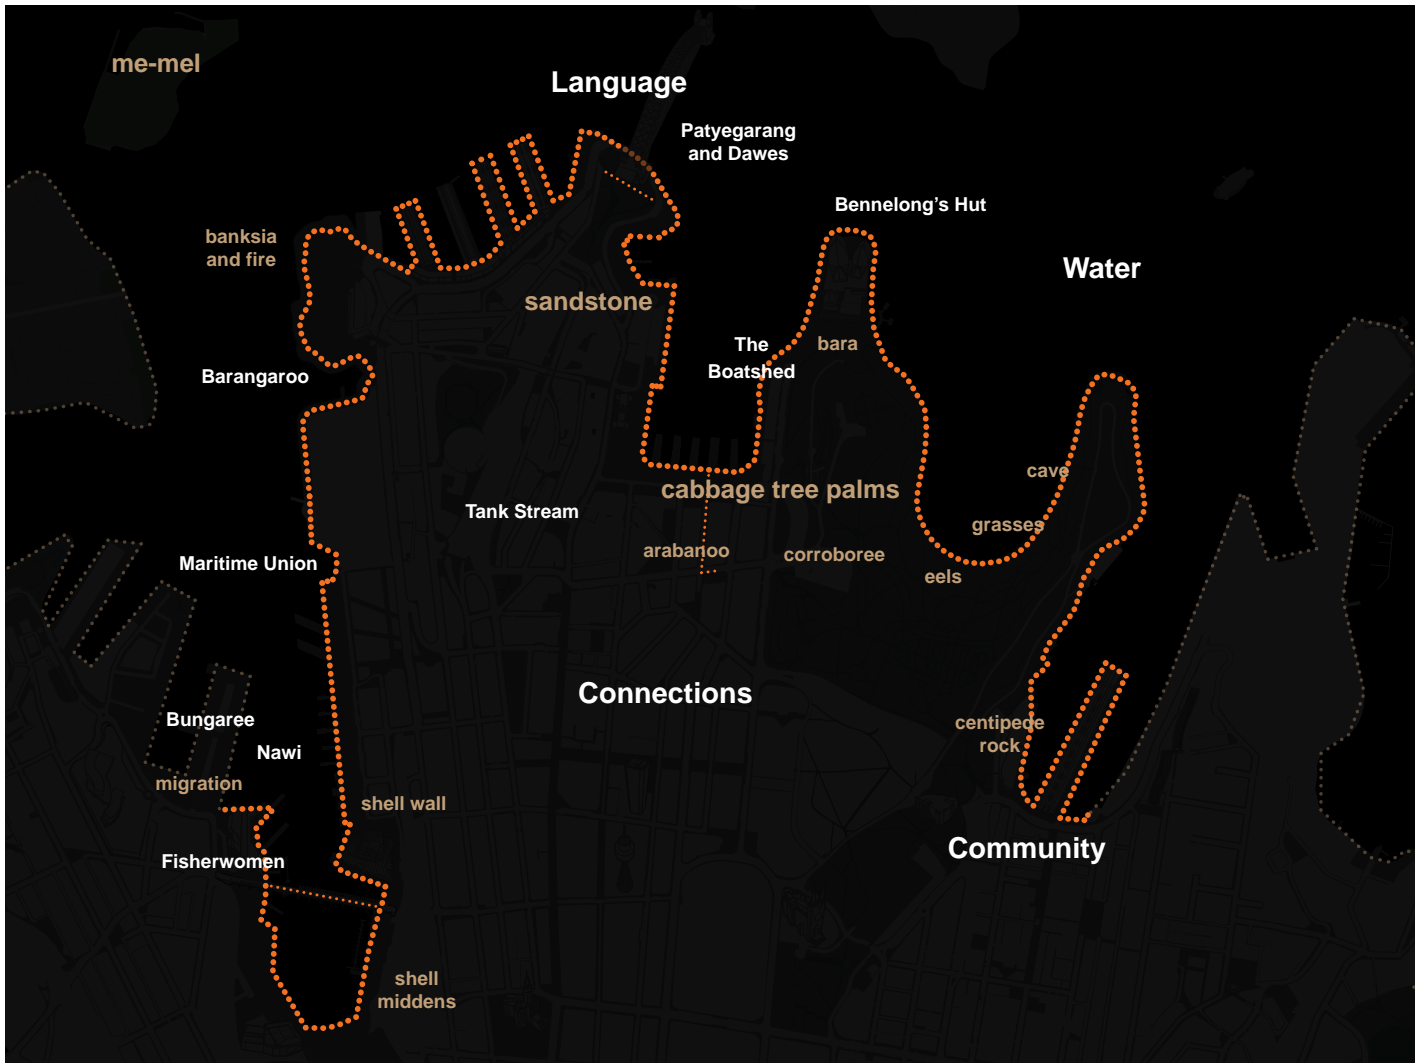 me-mel
Language
Patyegarang
and Dawes
Bennelong’s Hut
banksia
and fire
Water
sandstone
The
Boatshed
bara
Barangaroo
cave
cabbage tree palms
Tank Stream
grasses
arabanoo
corroboree
Maritime Union
eels
Connections
Bungaree
centipede
rock
Nawi
migration
shell wall
Fisherwomen
Community
shell
middens